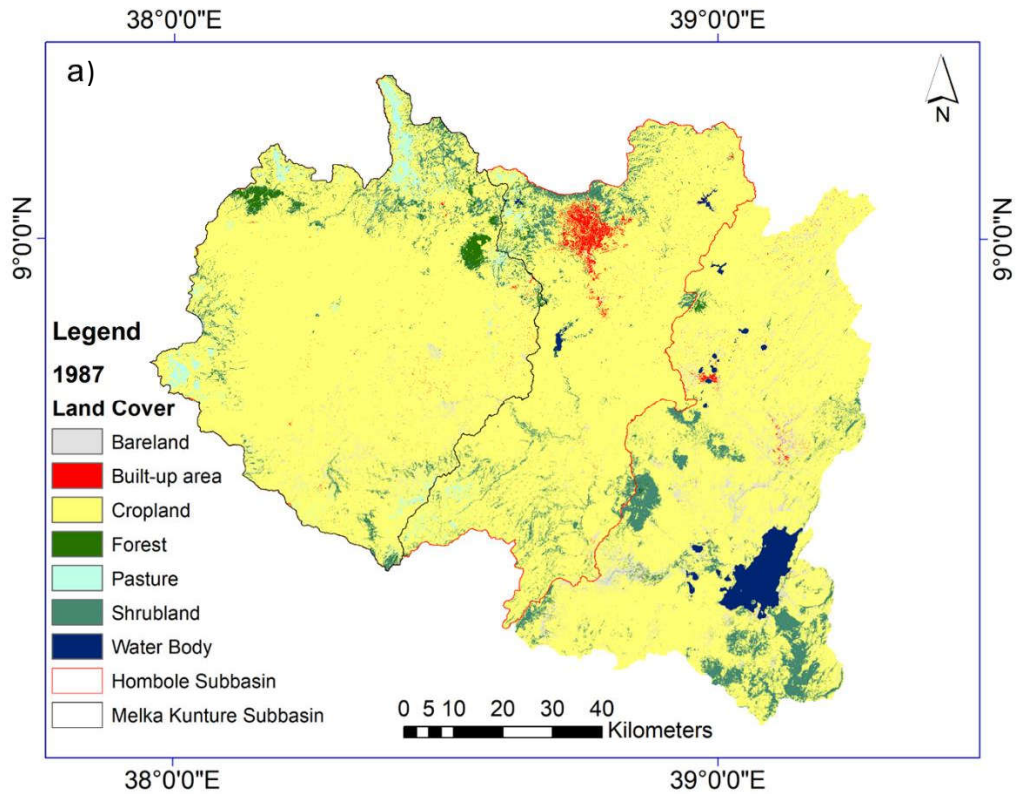 38°0'0"E 39°0'0"E
a)
N
9°0'0"N 9°0'0"N
Legend
1987
Land Cover
Bareland
Built-up area
Cropland
Forest
Pasture
Shrubland
Water Body
Hombole Subbasin
Melka Kunture Subbasin
0 5 10 20 30 40
Kilometers
38°0'0"E 39°0'0"E